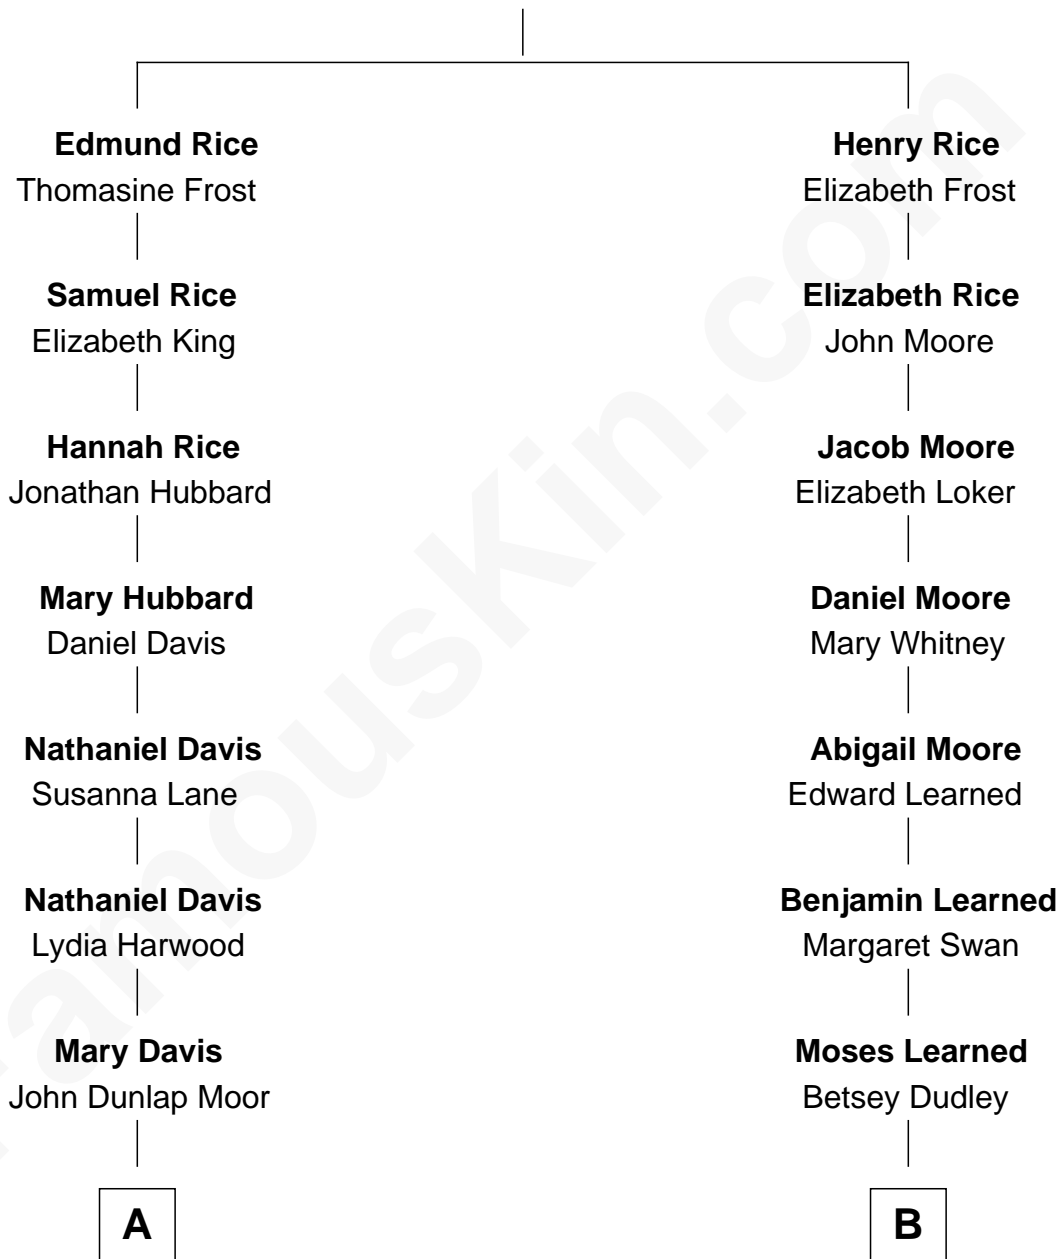 Edmund Rice
Thomasine Frost
Henry Rice
Elizabeth Frost
Samuel Rice
Elizabeth King
Elizabeth Rice
John Moore
Hannah Rice
Jonathan Hubbard
Jacob Moore
Elizabeth Loker
Mary Hubbard
Daniel Davis
Daniel Moore
Mary Whitney
Nathaniel Davis
Susanna Lane
Abigail Moore
Edward Learned
Nathaniel Davis
Lydia Harwood
Benjamin Learned
Margaret Swan
Mary Davis
John Dunlap Moor
Moses Learned
Betsey Dudley
A
B
FamousKin.com